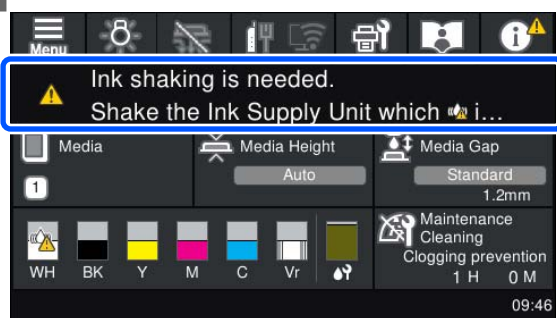 Menu
Ink shaking is needed.
Shake the Ink Supply Unit which i...
Media
1
Media Height
Auto
Media Gap
Standard
1.2mm
WH BK Y M C Vr
Maintenance
Cleaning
Clogging prevention
1 H 0 M
09:46